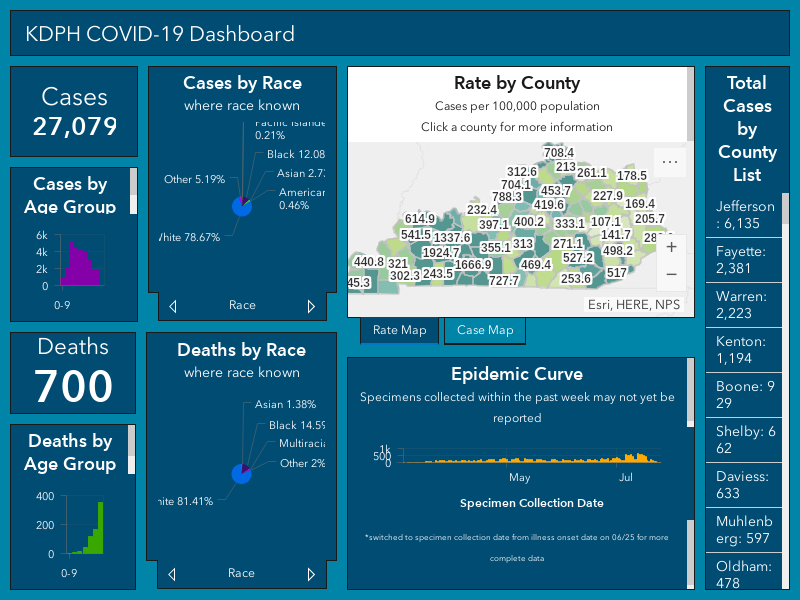 KDPH COVID-19 Dashboard
Cases
27,079
Cases by
Age Group
6k
4k
2k
0
0-9
Deaths
700
Deaths by
Age Group
400
200
0
0-9
Cases by Race
where race known
Pacific Islande
0.21%
Black 12.08
Asian 2.7
American
0.46%
Other 5.19%
White 78.67%
Race
Deaths by Race
where race known
Asian 1.38%
Black 14.59
Multiracia
Other 2%
nite 81.41%
Race
Rate by County
Cases per 100,000 population
Click a county for more information
708.4
312.6
213
261.1
178.5
704.1
788.3
453.7
227.9
232.4
419.6
169.4
614.9
397.1
400.2
333.1
107.1
205.7
541.5
1337.6
141.7
28
355.1
313
271.1
1924.7
498.2
527.2
440.8
321
1666.9
469.4
45.3
302.3
243.5
727.7
253.6
517
...
+
−
Esri, HERE, NPS
Rate Map
Case Map
Epidemic Curve
Specimens collected within the past week may not yet be
reported
1k
500
0
May
Jul
Specimen Collection Date
*switched to specimen collection date from illness onset date on 06/25 for more
complete data
Total
Cases
by
County
List
Jefferson
: 6,135
Fayette:
2,381
Warren:
2,223
Kenton:
1,194
Boone: 9
29
Shelby: 6
62
Daviess:
633
Muhlenb
erg: 597
Oldham:
478